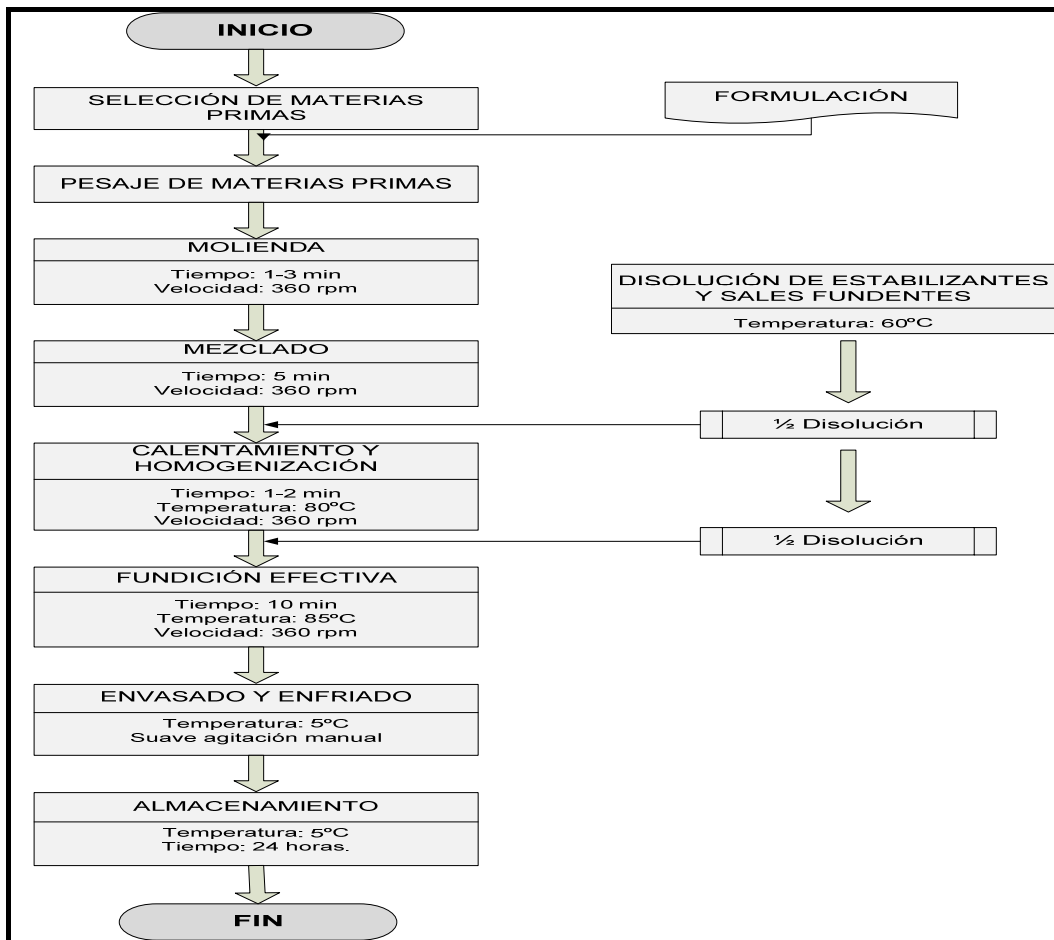 INICIO
SELECCIÓN DE MATERIAS
PRIMAS
FORMULACIÓN
PESAJE DE MATERIAS PRIMAS
MOLIENDA
Tiempo: 1-3 min
Velocidad: 360 rpm
DISOLUCIÓN DE ESTABILIZANTES
Y SALES FUNDENTES
Temperatura: 60ºC
MEZCLADO
Tiempo: 5 min
Velocidad: 360 rpm
½ Disolución
CALENTAMIENTO Y
HOMOGENIZACIÓN
Tiempo: 1-2 min
Temperatura: 80ºC
Velocidad: 360 rpm
½ Disolución
FUNDICIÓN EFECTIVA
Tiempo: 10 min
Temperatura: 85ºC
Velocidad: 360 rpm
ENVASADO Y ENFRIADO
Temperatura: 5ºC
Suave agitación manual
ALMACENAMIENTO
Temperatura: 5ºC
Tiempo: 24 horas.
FIN